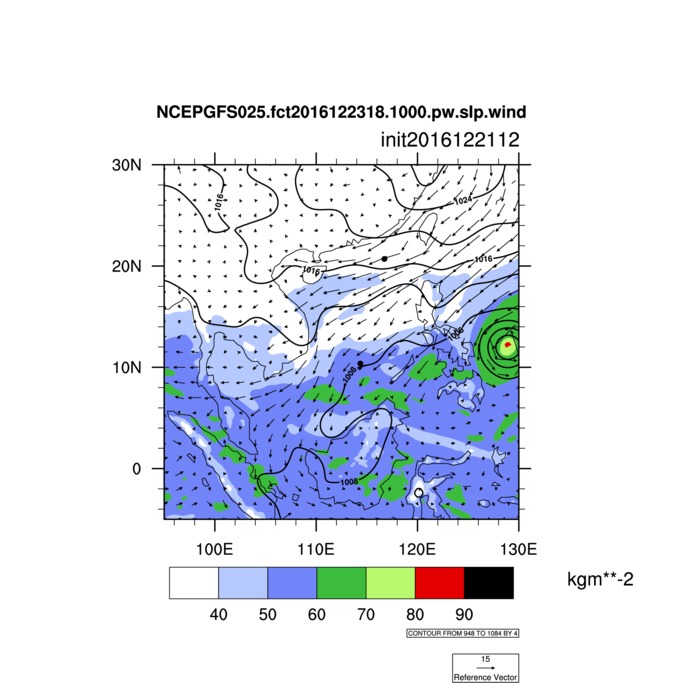 NCEPGFS025.fct2016122318.1000.pw.slp.wind
init2016122112
30N
20N
10N
0
1016
1024
1016
1016
1008
1008
1008
100E 110E 120E 130E
kgm**-2
40 50 60 70 80 90
CONTOUR FROM 948 TO 1084 BY 4
15
Reference Vector